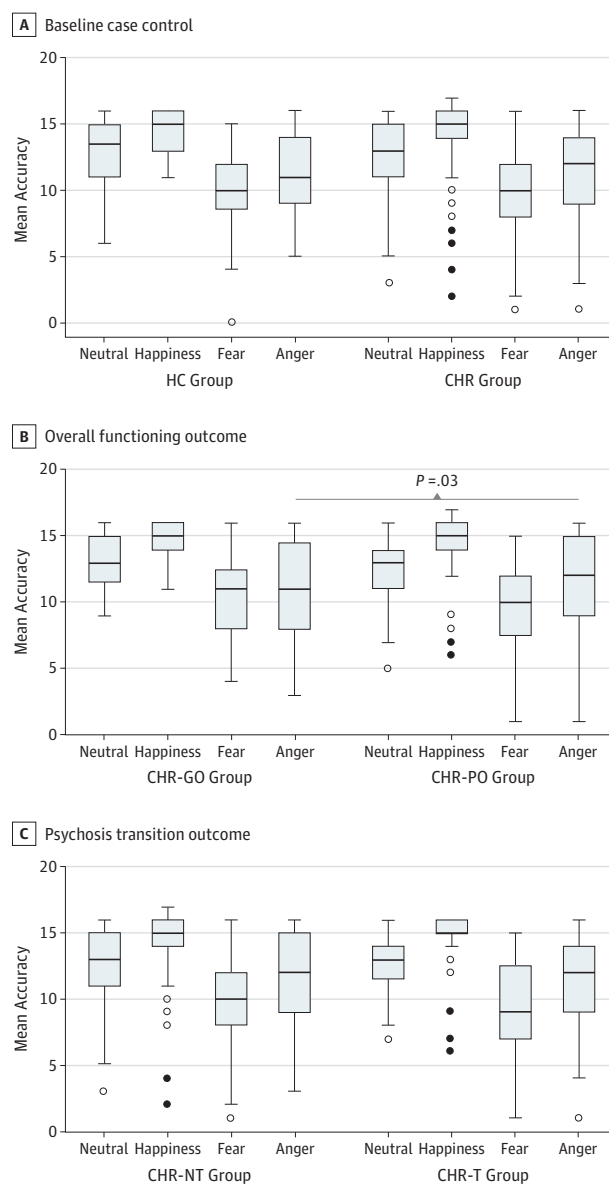 A Baseline case control
20
15
10
5
0
Mean Accuracy
Neutral Happiness Fear Anger Neutral Happiness Fear Anger
HC Group CHR Group
B Overall functioning outcome
P =.03
20
15
10
5
0
Mean Accuracy
Neutral Happiness Fear Anger Neutral Happiness Fear Anger
CHR-GO Group CHR-PO Group
C Psychosis transition outcome
20
15
10
5
0
Mean Accuracy
Neutral Happiness Fear Anger Neutral Happiness Fear Anger
CHR-NT Group CHR-T Group